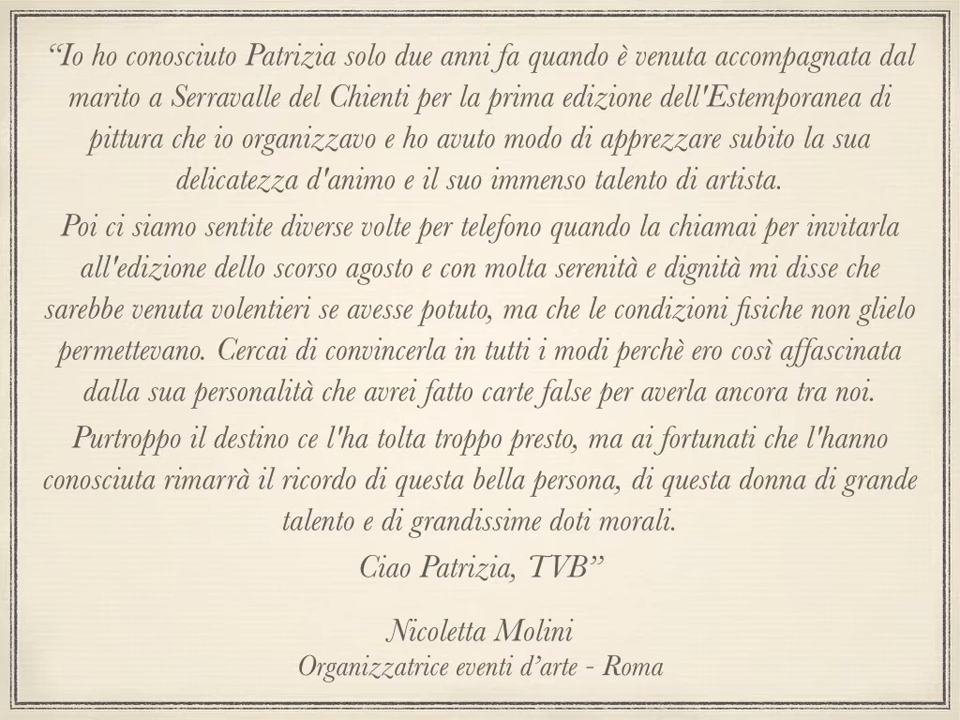 “Io ho conosciuto Patrizia solo due anni fa quando è venuta accompagnata dal
marito a Serravalle del Chienti per la prima edizione dell'Estemporanea di
pittura che io organizzavo e ho avuto modo di apprezzare subito la sua
delicatezza d'animo e il suo immenso talento di artista.
Poi ci siamo sentite diverse volte per telefono quando la chiamai per invitarla
all'edizione dello scorso agosto e con molta serenità e dignità mi disse che
sarebbe venuta volentieri se avesse potuto, ma che le condizioni fisiche non glielo
permettevano. Cercai di convincerla in tutti i modi perchè ero così affascinata
dalla sua personalità che avrei fatto carte false per averla ancora tra noi.
Purtroppo il destino ce l'ha tolta troppo presto, ma ai fortunati che l'hanno
conosciuta rimarrà il ricordo di questa bella persona, di questa donna di grande
talento e di grandissime doti morali.
Ciao Patrizia, TVB”
Nicoletta Molini
Organizzatrice eventi d’arte - Roma